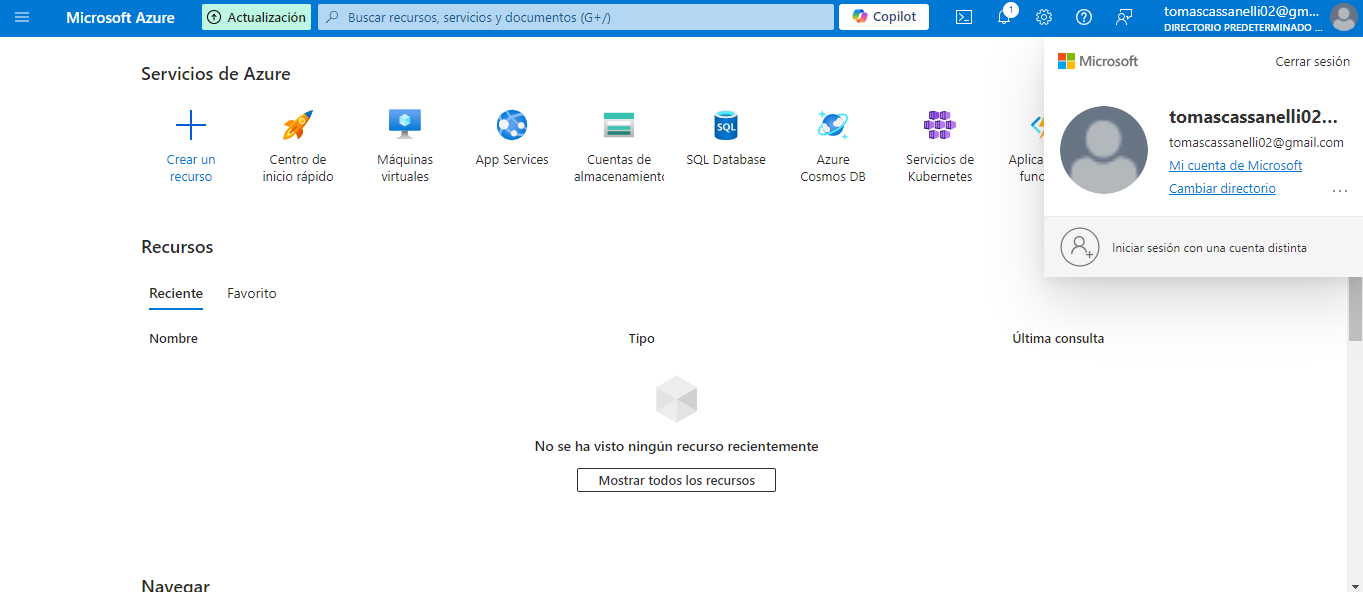 Microsoft Azure
Actualización
Buscar recursos, servicios y documentos (G+/)
Copilot
1
tomascassanelli02@gm...
DIRECTORIO PREDETERMINADO ...
Microsoft
Cerrar sesión
tomascassanelli02...
tomascassanelli02@gmail.com
Mi cuenta de Microsoft
Cambiar directorio
...
Iniciar sesión con una cuenta distinta
Servicios de Azure
Crear un
recurso
Centro de
inicio rápido
Máquinas
virtuales
App Services
Cuentas de
almacenamiento
SQL
SQL Database
Azure
Cosmos DB
Servicios de
Kubernetes
Aplica
func
Recursos
Reciente
Favorito
Nombre
Tipo
Última consulta
No se ha visto ningún recurso recientemente
Mostrar todos los recursos
Navegar